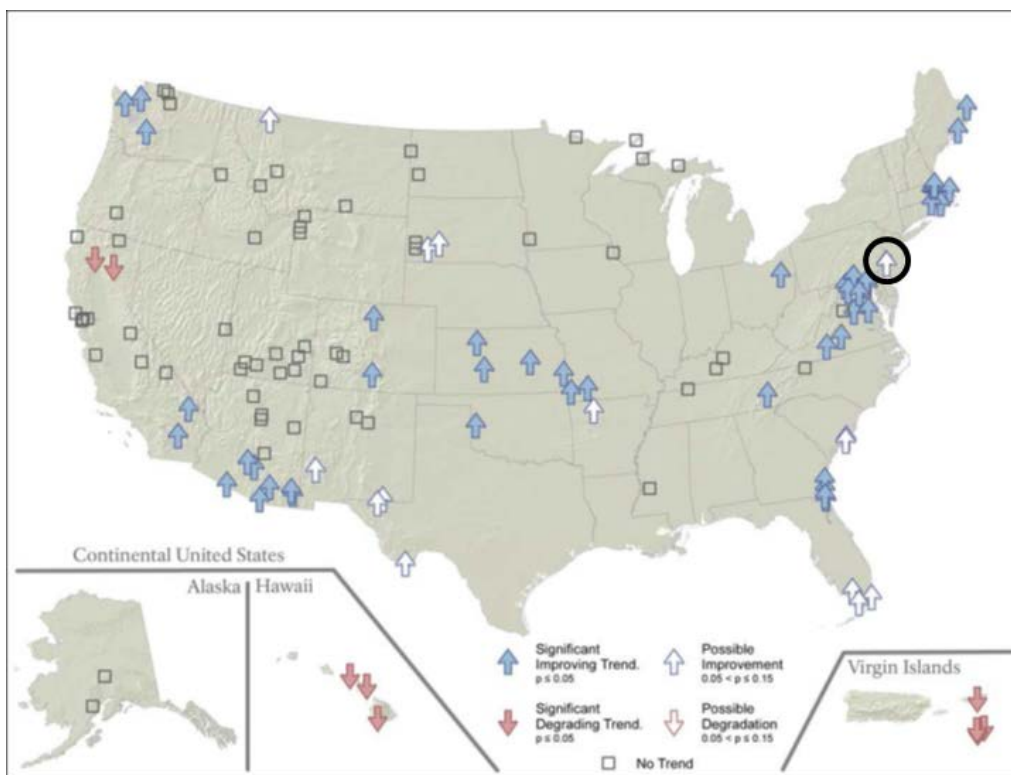 Continental United States
Alaska
Hawaii
Significant
Improving Trend.
p ≤ 0.05
Possible
Improvement
0.05 < p ≤ 0.15
Significant
Degrading Trend.
p ≤ 0.05
Possible
Degradation
0.05 < p ≤ 0.15
No Trend
Virgin Islands